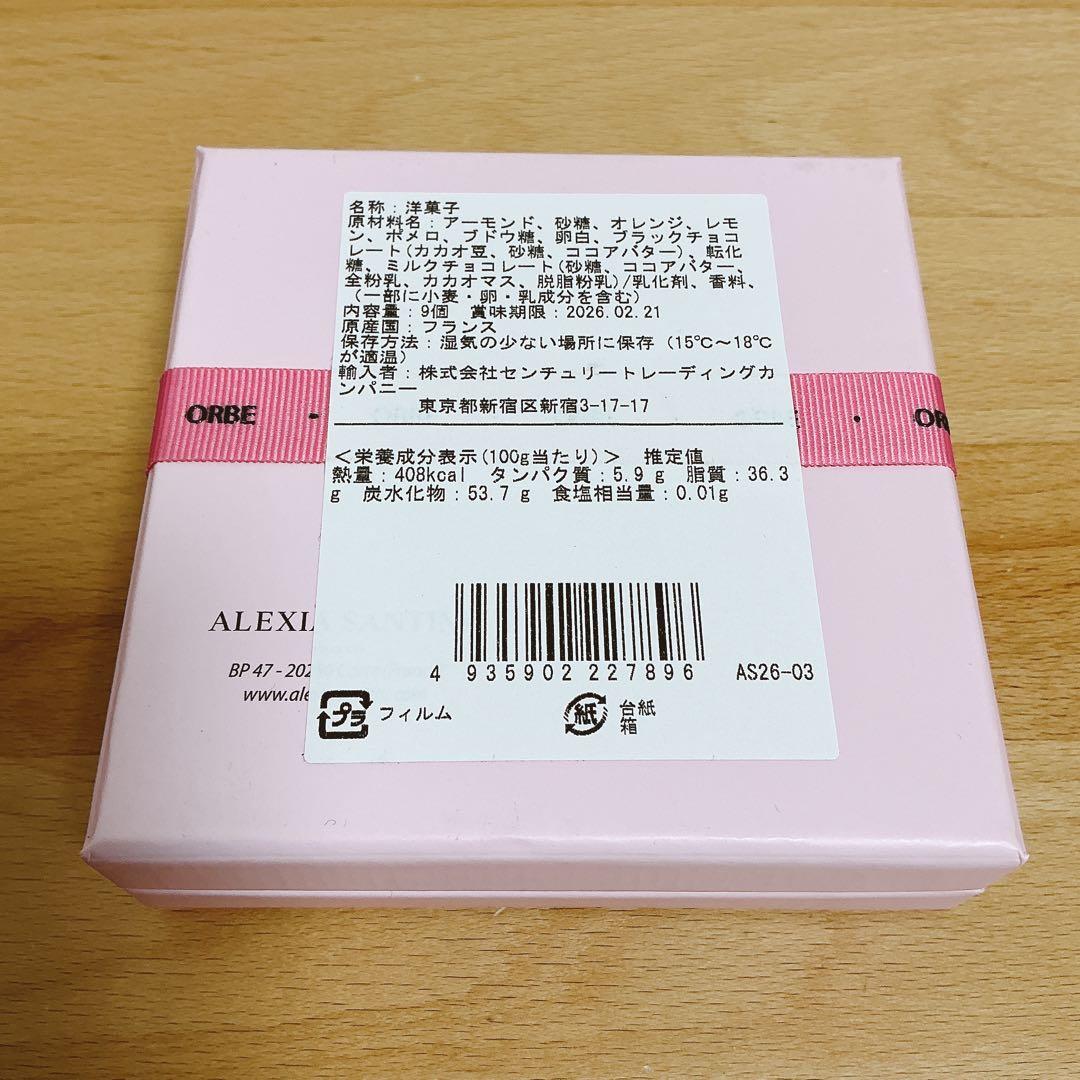 名称：洋菓子
原材料名：アーモンド、砂糖、オレンジ、レモ
ン、ポメロ、ブドウ糖、卵白、ブラックチョコ
レート(カカオ豆、砂糖、ココアバター)、転化
糖、ミルクチョコレート(砂糖、ココアバター、
全粉乳、カカオマス、脱脂粉乳)/乳化剤、香料、
（一部に小麦・卵・乳成分を含む）
内容量：9個 賞味期限：2026.02.21
原産国：フランス
保存方法：湿気の少ない場所に保存（15℃～18℃
が適温）
輸入者：株式会社センチュリートレーディングカ
ンパニー
東京都新宿区新宿3-17-17
ORBE ・ ・ OR
＜栄養成分表示(100g当たり)＞ 推定値
熱量：408kcal タンパク質：5.9 g 脂質：36.3
g 炭水化物：53.7 g 食塩相当量：0.01g
ALEXIA SANTINI
BP 47 - 202
www.ale
4 935902 227896 AS26-03
プラ フィルム
紙 台紙
箱